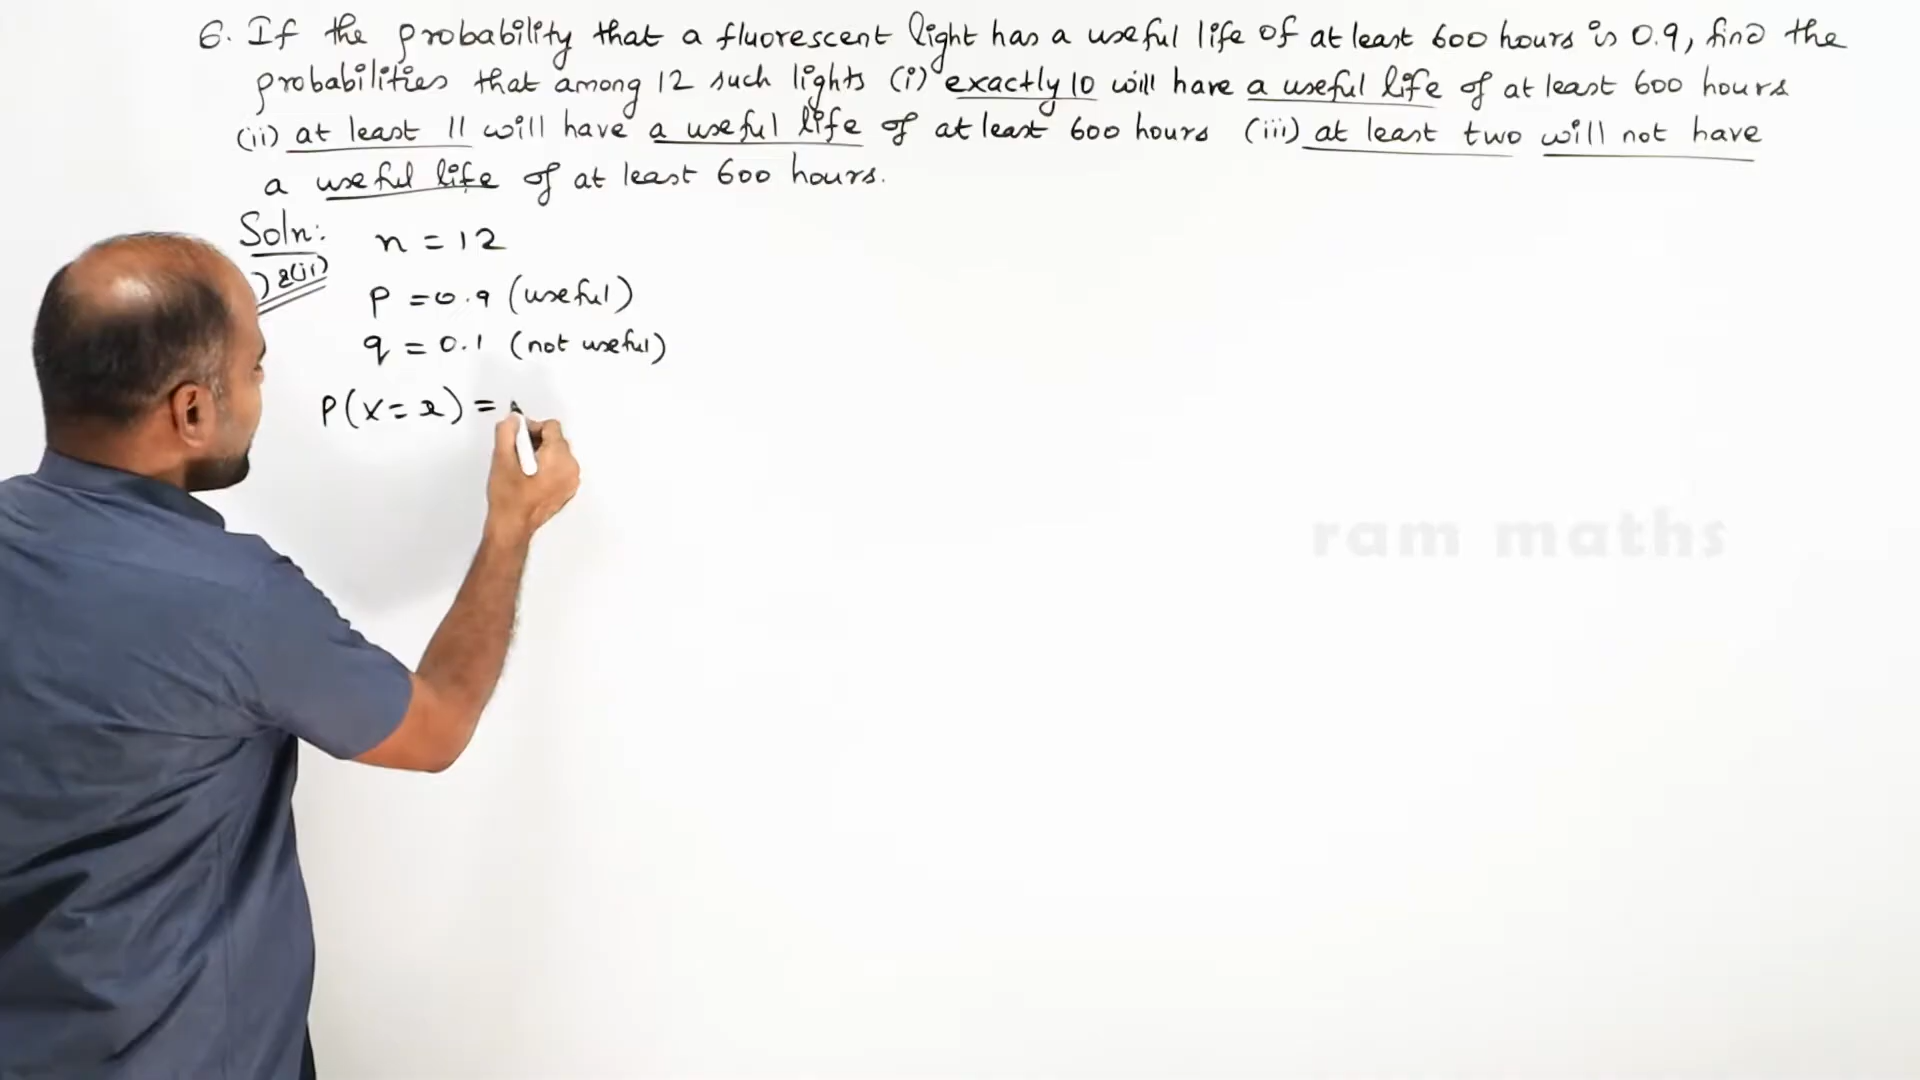 6. If the probability that a fluorescent light has a useful life of at least 600 hours is 0.9, find the
probabilities that among 12 such lights (i) exactly 10 will have a useful life of at least 600 hours
(ii) at least 11 will have a useful life of at least 600 hours (iii) at least two will not have
a useful life of at least 600 hours.
Soln:
) &(ii)
n = 12
P = 0.9 (useful)
q = 0.1 (not useful)
P(X = x) =
ram maths